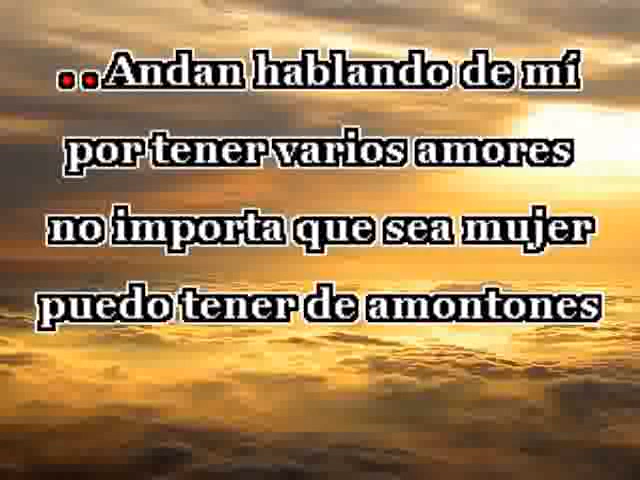 ..Andan hablando de mí
por tener varios amores
no importa que sea mujer
puedo tener de amontones